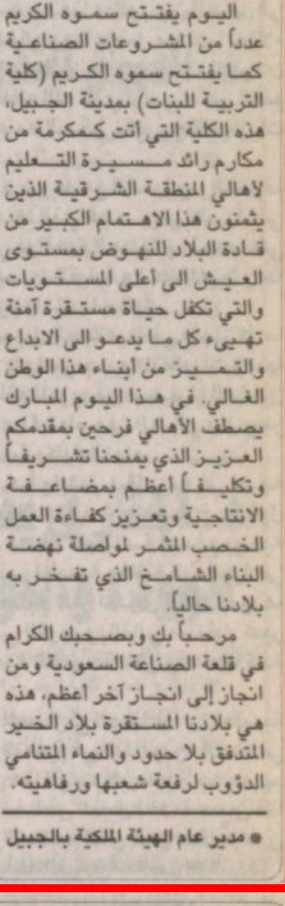 اليوم يفتتح سموه الكريم
عدداً من المشروعات الصناعية
كما يفتتح سموه الكريم (كلية
التربية للبنات) بمدينة الجبيل،
هذه الكلية التي أتت كمكرمة من
مكارم رائد مسيرة التعليم
لأهالي المنطقة الشرقية الذين
يثمنون هذا الاهتمام الكبير من
قادة البلاد للنهوض بمستوى
العيش الى أعلى المستويات
والتي تكفل حياة مستقرة آمنة
تهيىء كل ما يدعو الى الابداع
والتميز من أبناء هذا الوطن
الغالي. في هذا اليوم المبارك
يصطف الأهالي فرحين بمقدمكم
العزيز الذي يمنحنا تشريفاً
وتكليفاً أعظم بمضاعفة
الانتاجية وتعزيز كفاءة العمل
الخصب المثمر لمواصلة نهضة
البناء الشامخ الذي تفخر به
بلادنا حالياً.
مرحباً بك وبصحبك الكرام
في قلعة الصناعة السعودية ومن
انجاز إلى انجاز آخر أعظم، هذه
هي بلادنا المستقرة بلاد الخير
المتدفق بلا حدود والنماء المتنامي
الدؤوب لرفعة شعبها ورفاهيته.
● مدير عام الهيئة الملكية بالجبيل